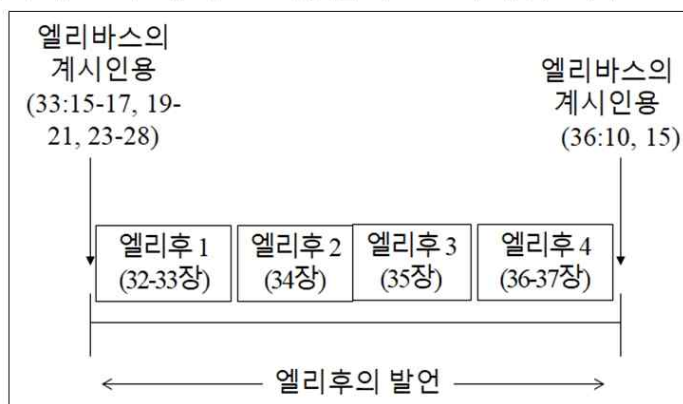 엘리바스의
계시인용
(33:15-17, 19-
21, 23-28)
엘리바스의
계시인용
(36:10, 15)
엘리후 1
(32-33장)
엘리후 2
(34장)
엘리후 3
(35장)
엘리후 4
(36-37장)
엘리후의 발언